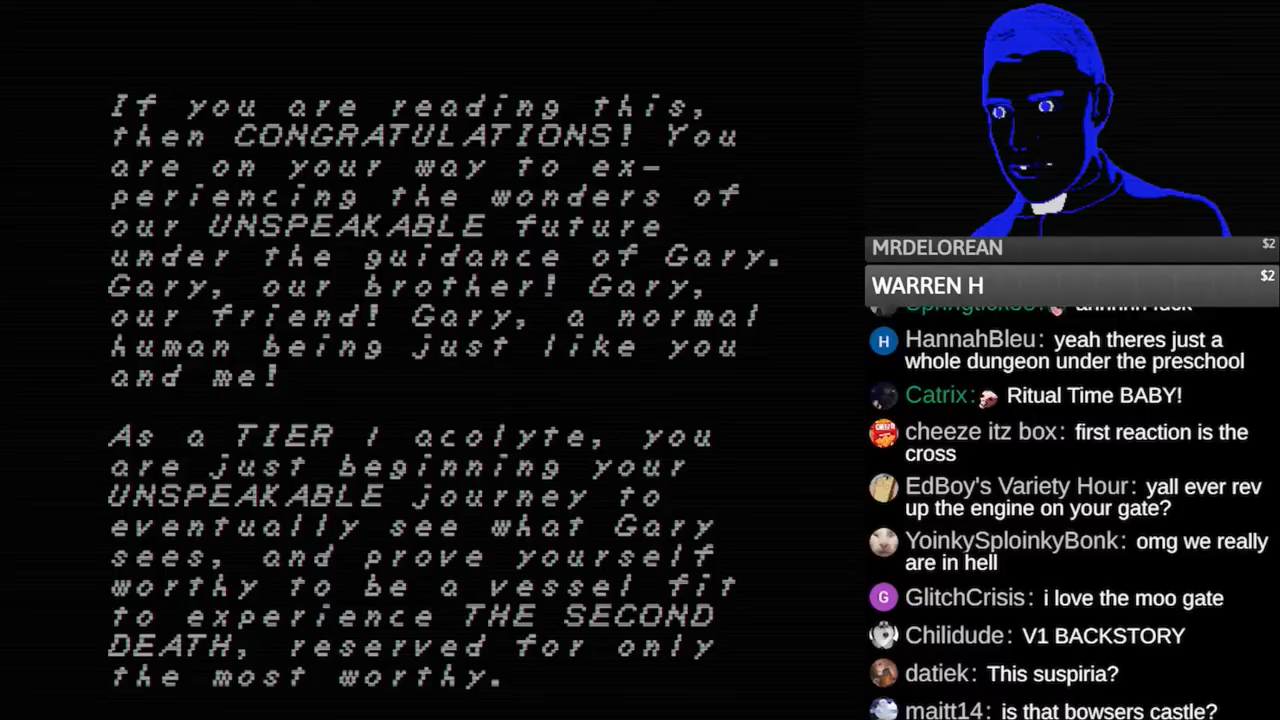 If you are reading this,
then CONGRATULATIONS! You
are on your way to ex-
periencing the wonders of
our UNSPEAKABLE future
under the guidance of Gary.
Gary, our brother! Gary,
our friend! Gary, a normal
human being just like you
and me!
As a TIER 1 acolyte, you
are just beginning your
UNSPEAKABLE journey to
eventually see what Gary
sees, and prove yourself
worthy to be a vessel fit
to experience THE SECOND
DEATH, reserved for only
the most worthy.
MRDELOREAN $2
WARREN H $2
HannahBleu: yeah theres just a
whole dungeon under the preschool
Catrix: Ritual Time BABY!
cheeze itz box: first reaction is the
cross
EdBoy's Variety Hour: yall ever rev
up the engine on your gate?
YoinkySploinkyBonk: omg we really
are in hell
G GlitchCrisis: i love the moo gate
Chilidude: V1 BACKSTORY
datiek: This suspiria?
maitt14: is that bowsers castle?